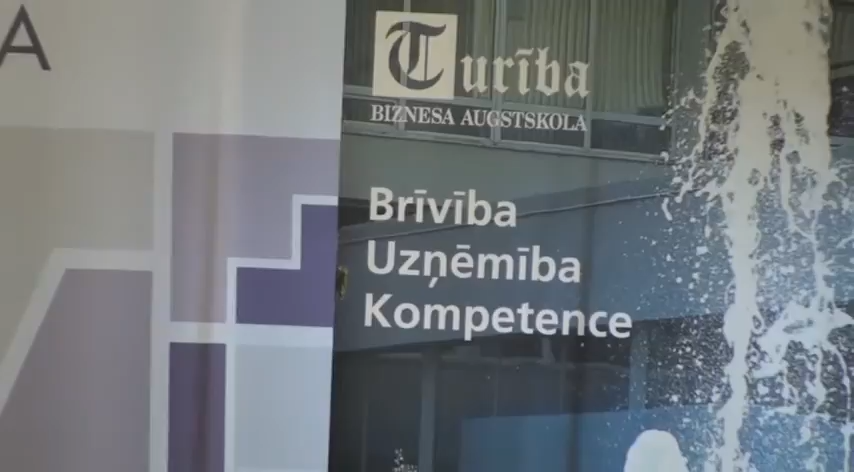 A
Turība
BIZNESA AUGSTSKOLA
Brīvība
Uzņēmība
Kompetence